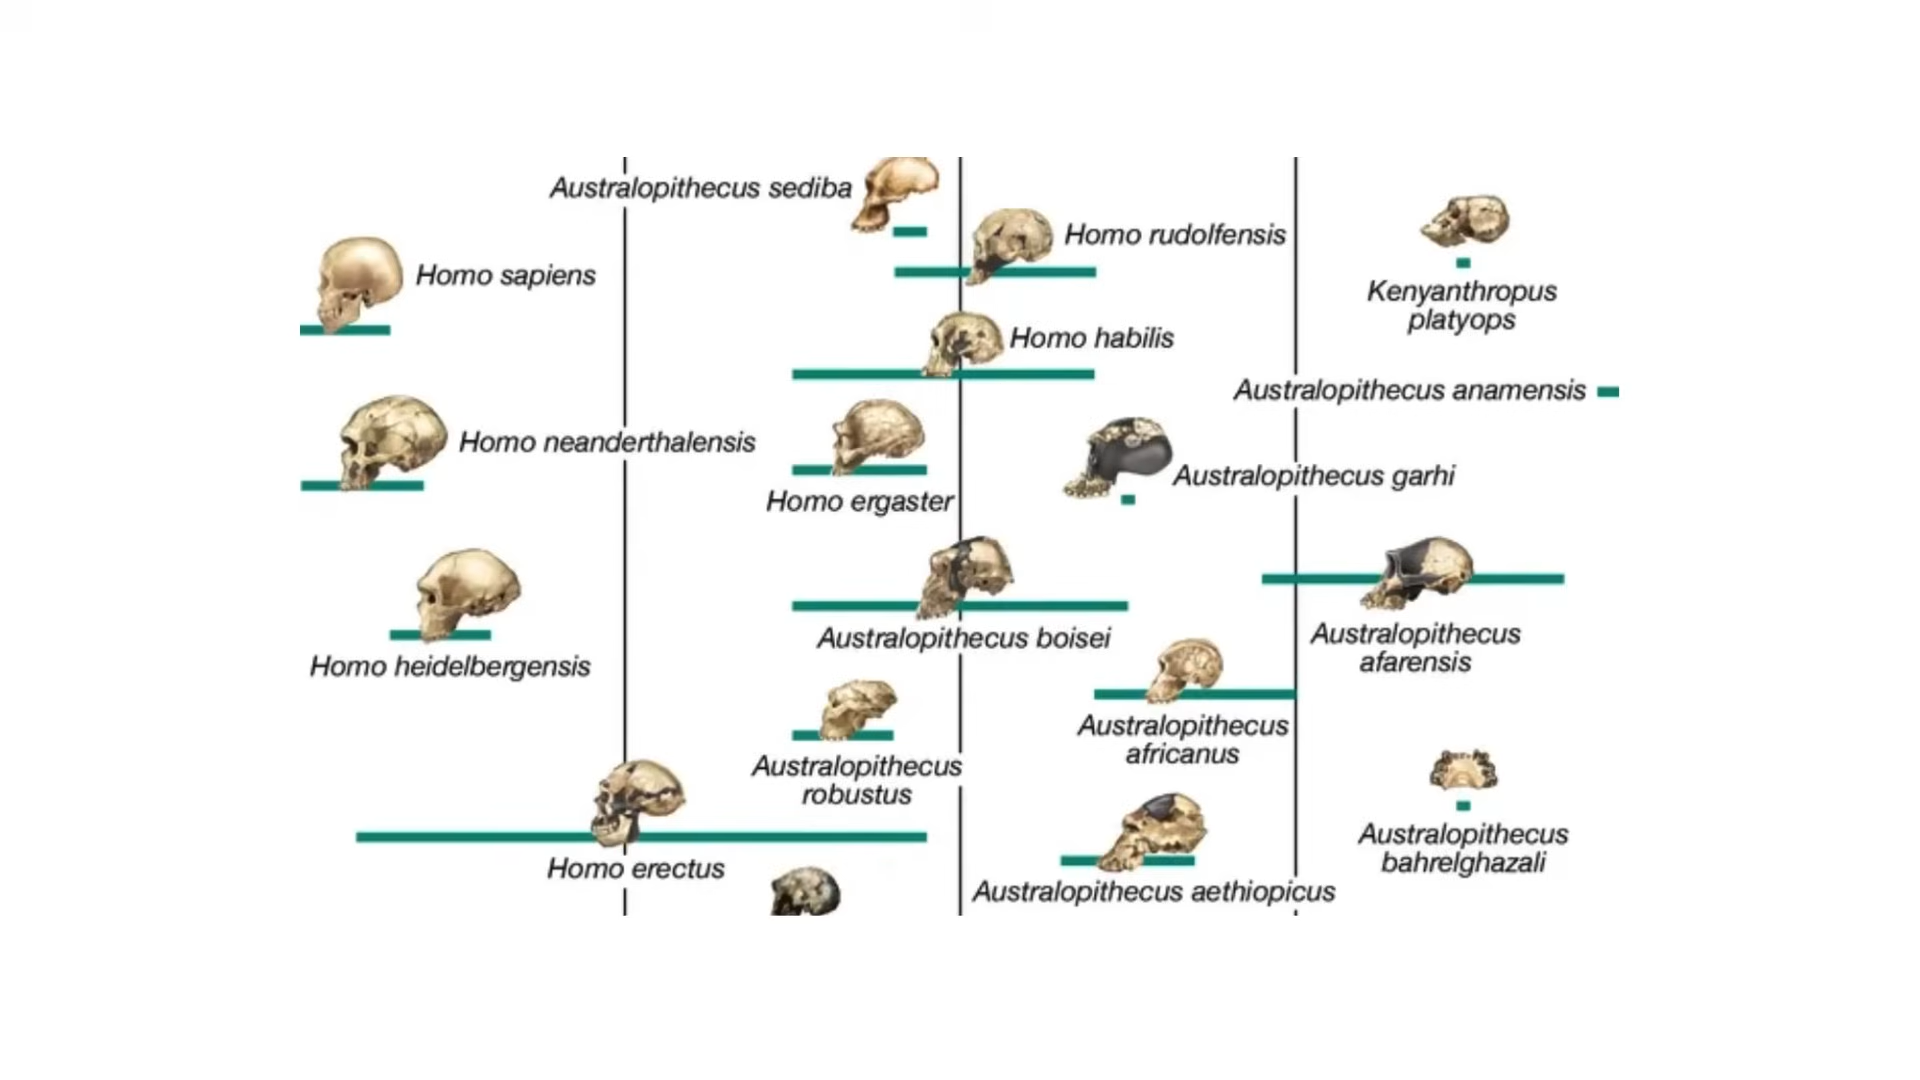 Australopithecus sediba
Homo rudolfensis
Homo sapiens
Kenyanthropus
platyops
Homo habilis
Australopithecus anamensis
Homo neanderthalensis
Australopithecus garhi
Homo ergaster
Australopithecus boisei
Australopithecus
afarensis
Homo heidelbergensis
Australopithecus
africanus
Australopithecus
robustus
Australopithecus
bahrelghazali
Homo erectus
Australopithecus aethiopicus